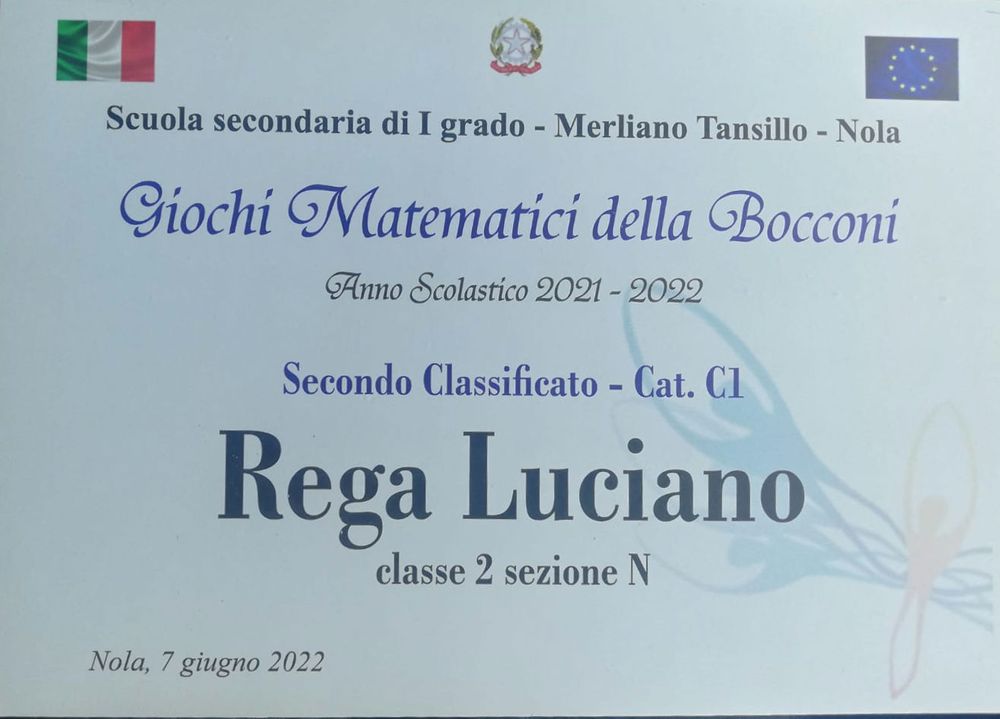 Scuola secondaria di I grado - Merliano Tansillo - Nola
Giochi Matematici della Bocconi
Anno Scolastico 2021 - 2022
Secondo Classificato - Cat. C1
Rega Luciano
classe 2 sezione N
Nola, 7 giugno 2022